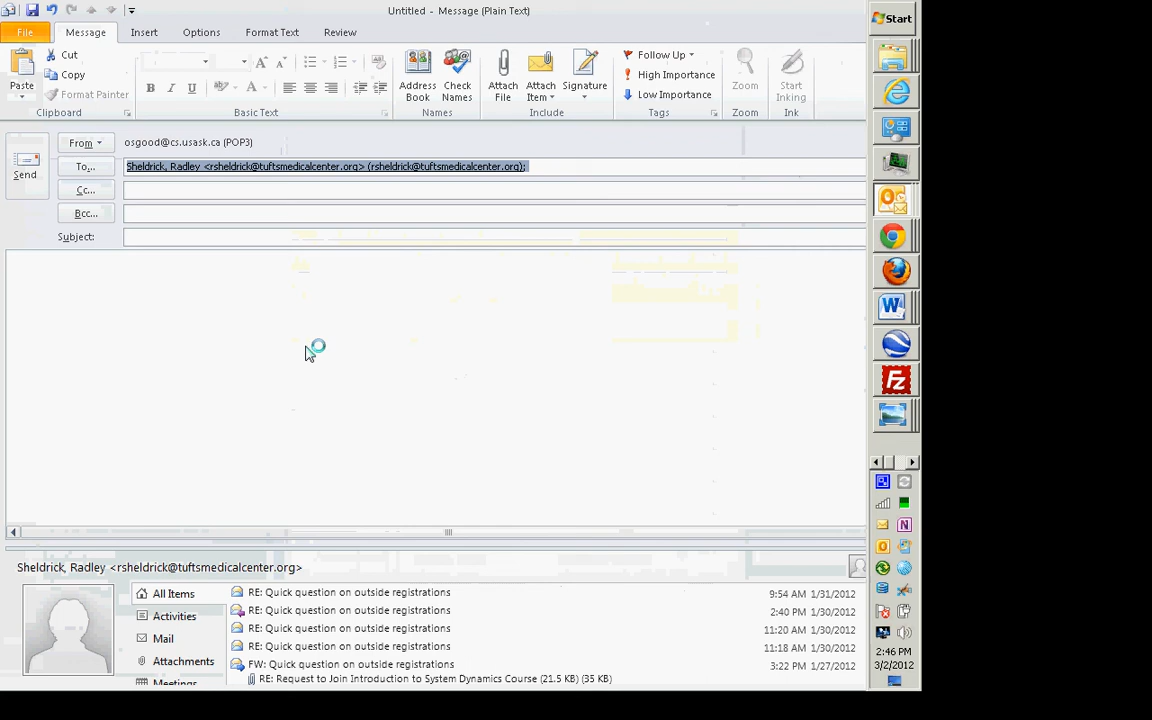 Untitled - Message (Plain Text)
File Message Insert Options Format Text Review
Start
Paste
Cut
Copy
Format Painter
Clipboard
B I U
Basic Text
Address Book
Check Names
Names
Attach File
Attach Item
Signature
Include
Follow Up
High Importance
Low Importance
Tags
Zoom
Zoom
Start Inking
Ink
Send
From osgood@cs.usask.ca (POP3)
To... Sheldrick, Radley <rsheldrick@tuftsmedicalcenter.org> (rsheldrick@tuftsmedicalcenter.org);
Cc...
Bcc...
Subject:
Sheldrick, Radley <rsheldrick@tuftsmedicalcenter.org>
All Items
Activities
Mail
Attachments
Meetings
RE: Quick question on outside registrations 9:54 AM 1/31/2012
RE: Quick question on outside registrations 2:40 PM 1/30/2012
RE: Quick question on outside registrations 11:20 AM 1/30/2012
RE: Quick question on outside registrations 11:18 AM 1/30/2012
FW: Quick question on outside registrations 3:22 PM 1/27/2012
RE: Request to Join Introduction to System Dynamics Course (21.5 KB) (35 KB)
2:46 PM
3/2/2012